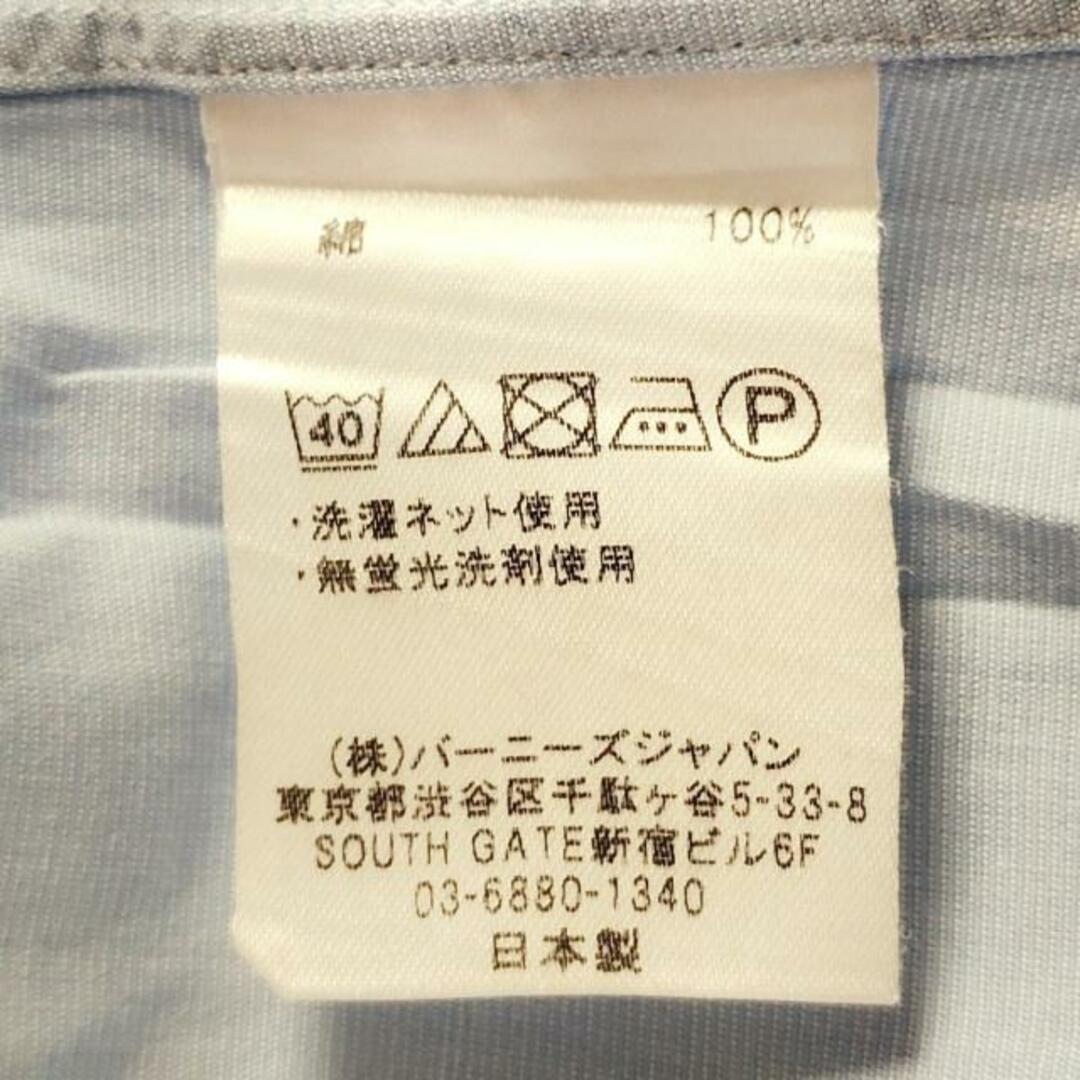 綿 100%
40 P
・洗濯ネット使用
・無蛍光洗剤使用
(株)バーニーズジャパン
東京都渋谷区千駄ヶ谷5-33-8
SOUTH GATE新宿ビル6F
03-6880-1340
日本製